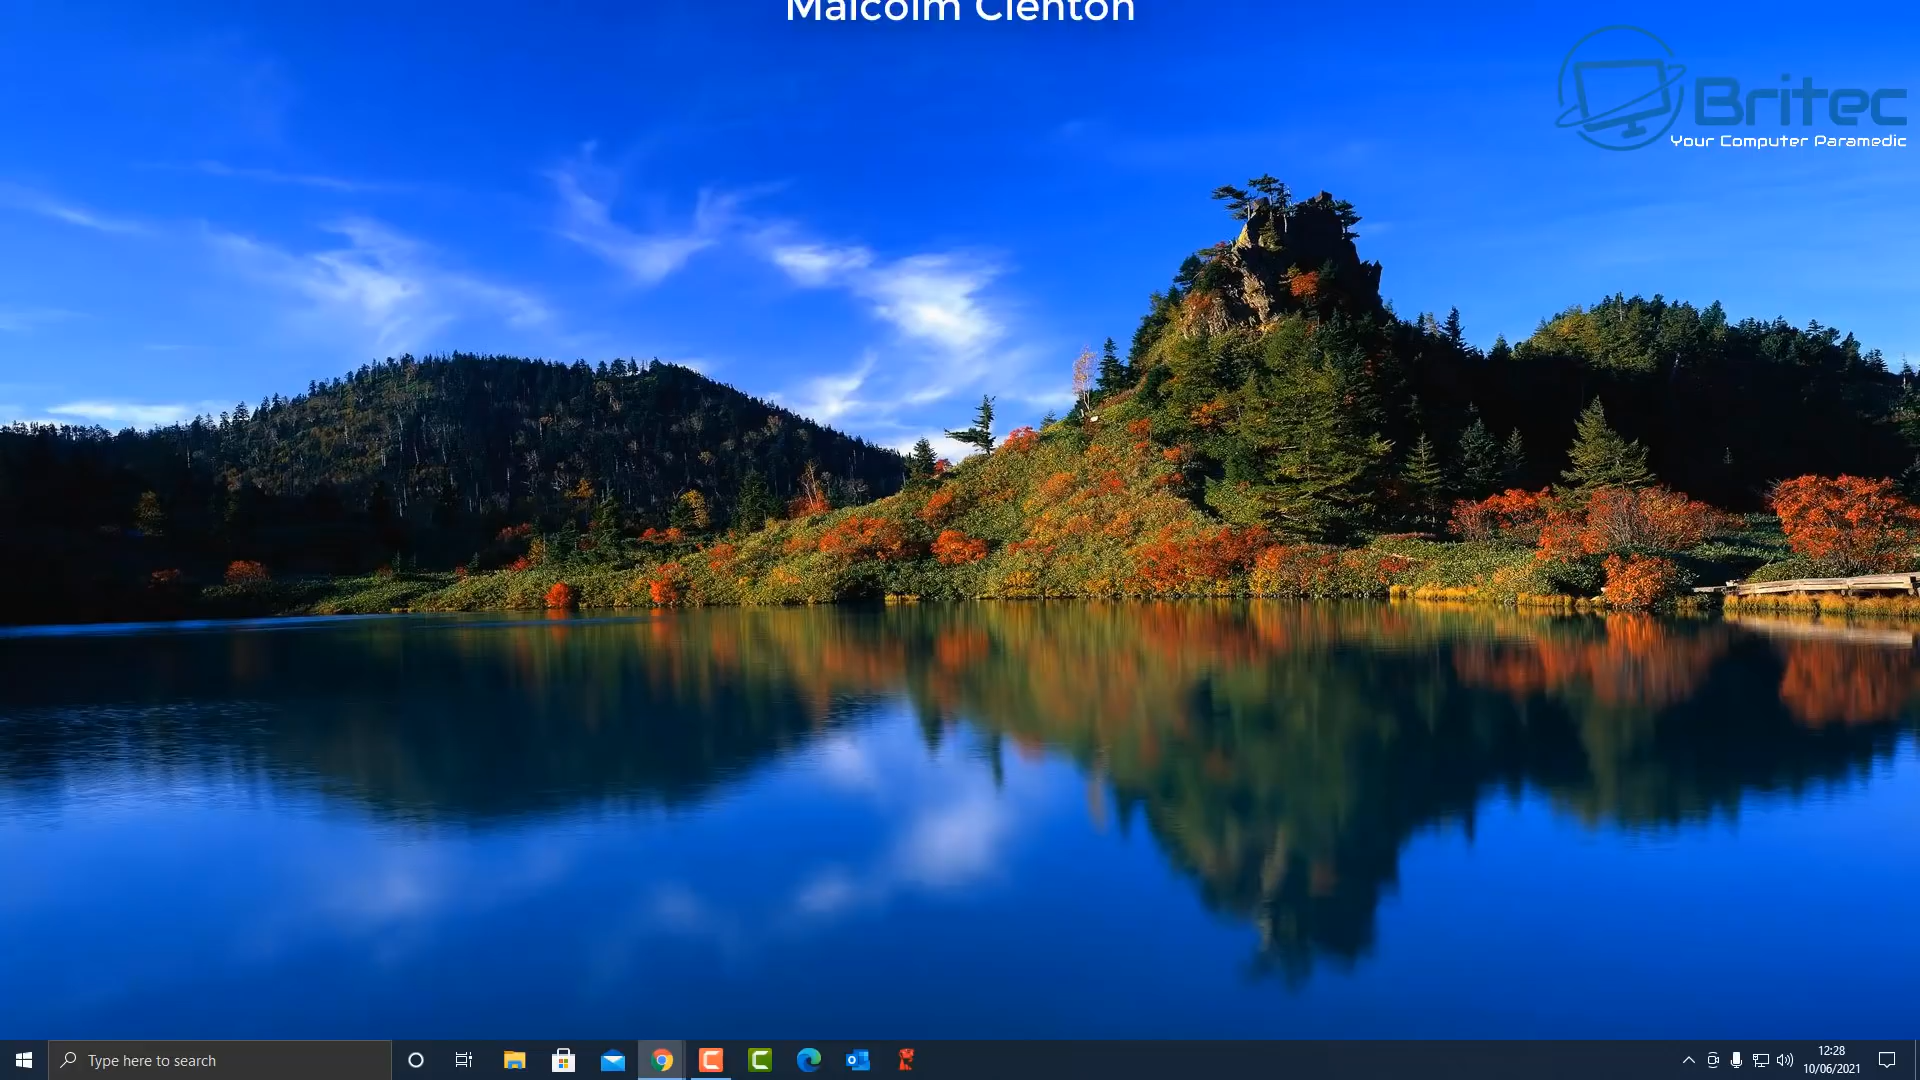 Malcolm Clenton
Britec
Your Computer Paramedic
Type here to search
12:28
10/06/2021